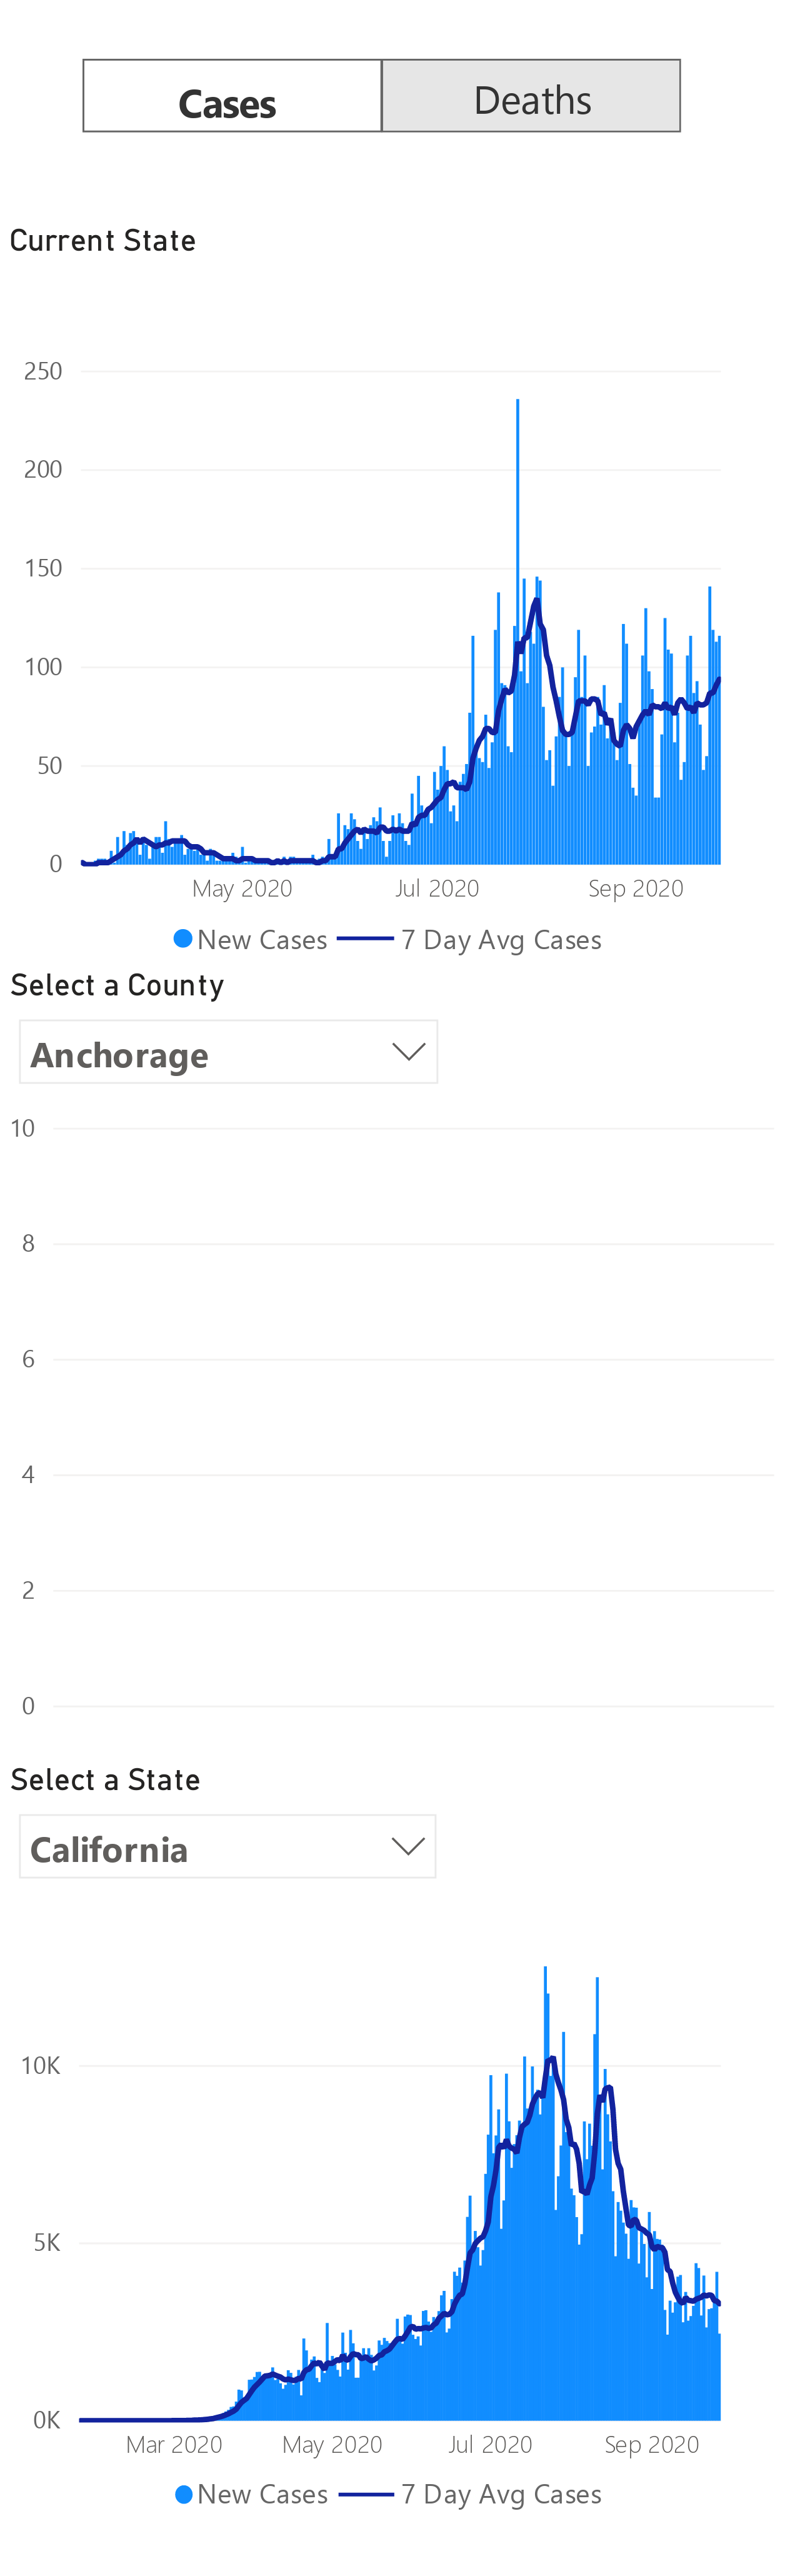 Cases Deaths
Current State
250
200
150
100
50
0
May 2020 Jul 2020 Sep 2020
New Cases 7 Day Avg Cases
Select a County
Anchorage
10
8
6
4
2
0
Select a State
California
10K
5K
0K
Mar 2020 May 2020 Jul 2020 Sep 2020
New Cases 7 Day Avg Cases